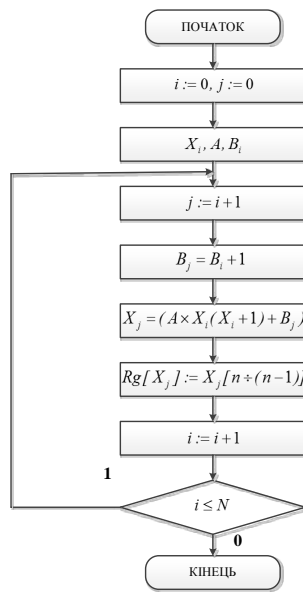 ПОЧАТОК
i := 0, j := 0
X_i, A, B_i
j := i + 1
B_j = B_i + 1
X_j = (A × X_i(X_i + 1) + B_j)
Rg[X_j] := X_j[n ÷ (n − 1)]
i := i + 1
1
i ≤ N
0
КІНЕЦЬ